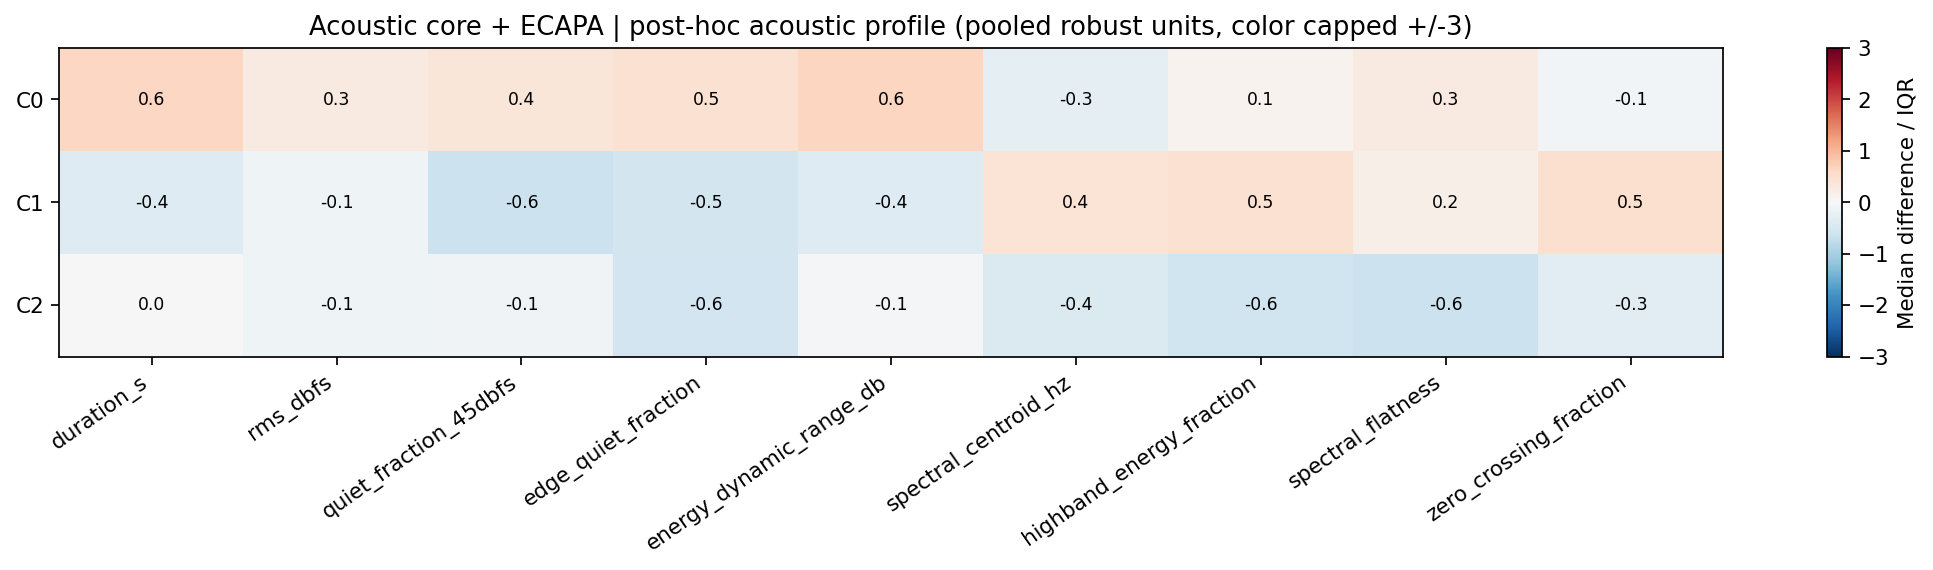 Acoustic core + ECAPA | post-hoc acoustic profile (pooled robust units, color capped +/-3)
C0 0.6 0.3 0.4 0.5 0.6 -0.3 0.1 0.3 -0.1
C1 -0.4 -0.1 -0.6 -0.5 -0.4 0.4 0.5 0.2 0.5
C2 0.0 -0.1 -0.1 -0.6 -0.1 -0.4 -0.6 -0.6 -0.3
duration_s
rms_dbfs
quiet_fraction_45dbfs
edge_quiet_fraction
energy_dynamic_range_db
spectral_centroid_hz
highband_energy_fraction
spectral_flatness
zero_crossing_fraction
3
2
1
0
−1
−2
−3
Median difference / IQR